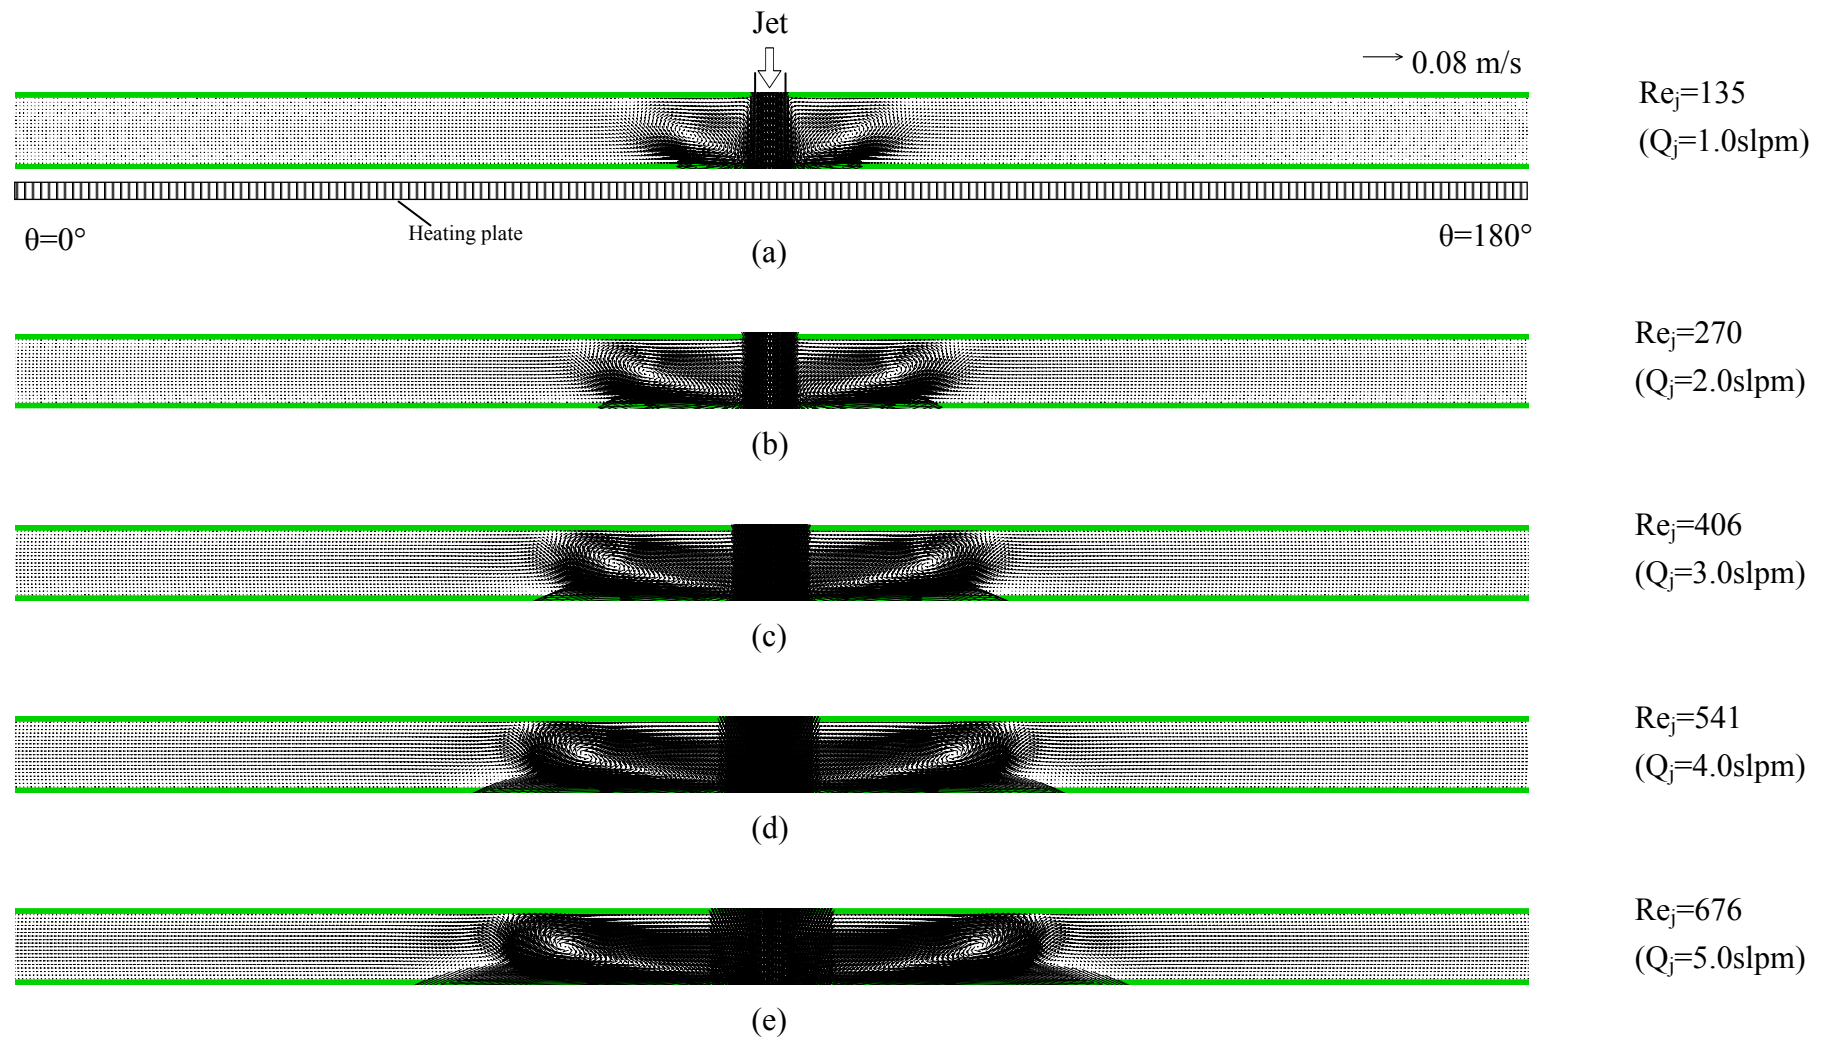 Jet
0.08 m/s
Reⱼ=135
(Qⱼ=1.0slpm)
θ=0°
Heating plate
θ=180°
(a)
Reⱼ=270
(Qⱼ=2.0slpm)
(b)
Reⱼ=406
(Qⱼ=3.0slpm)
(c)
Reⱼ=541
(Qⱼ=4.0slpm)
(d)
Reⱼ=676
(Qⱼ=5.0slpm)
(e)